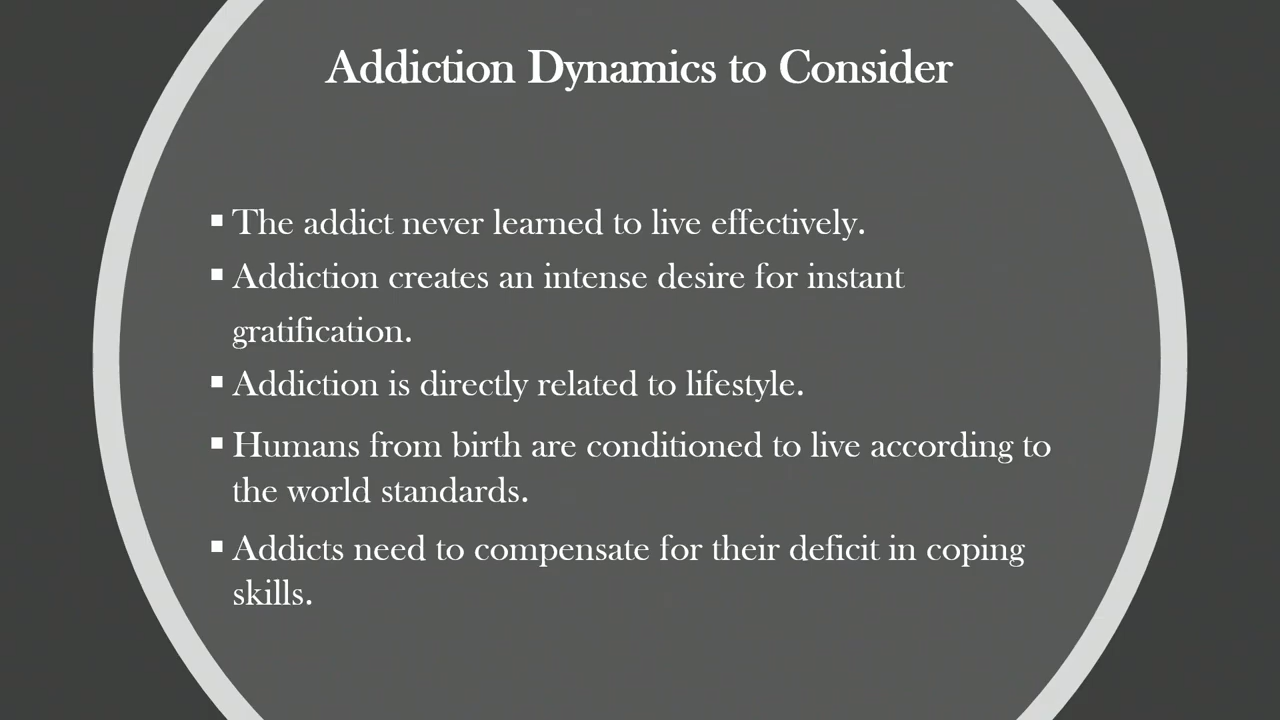 Addiction Dynamics to Consider
▪ The addict never learned to live effectively.
▪ Addiction creates an intense desire for instant
gratification.
▪ Addiction is directly related to lifestyle.
▪ Humans from birth are conditioned to live according to
the world standards.
▪ Addicts need to compensate for their deficit in coping
skills.